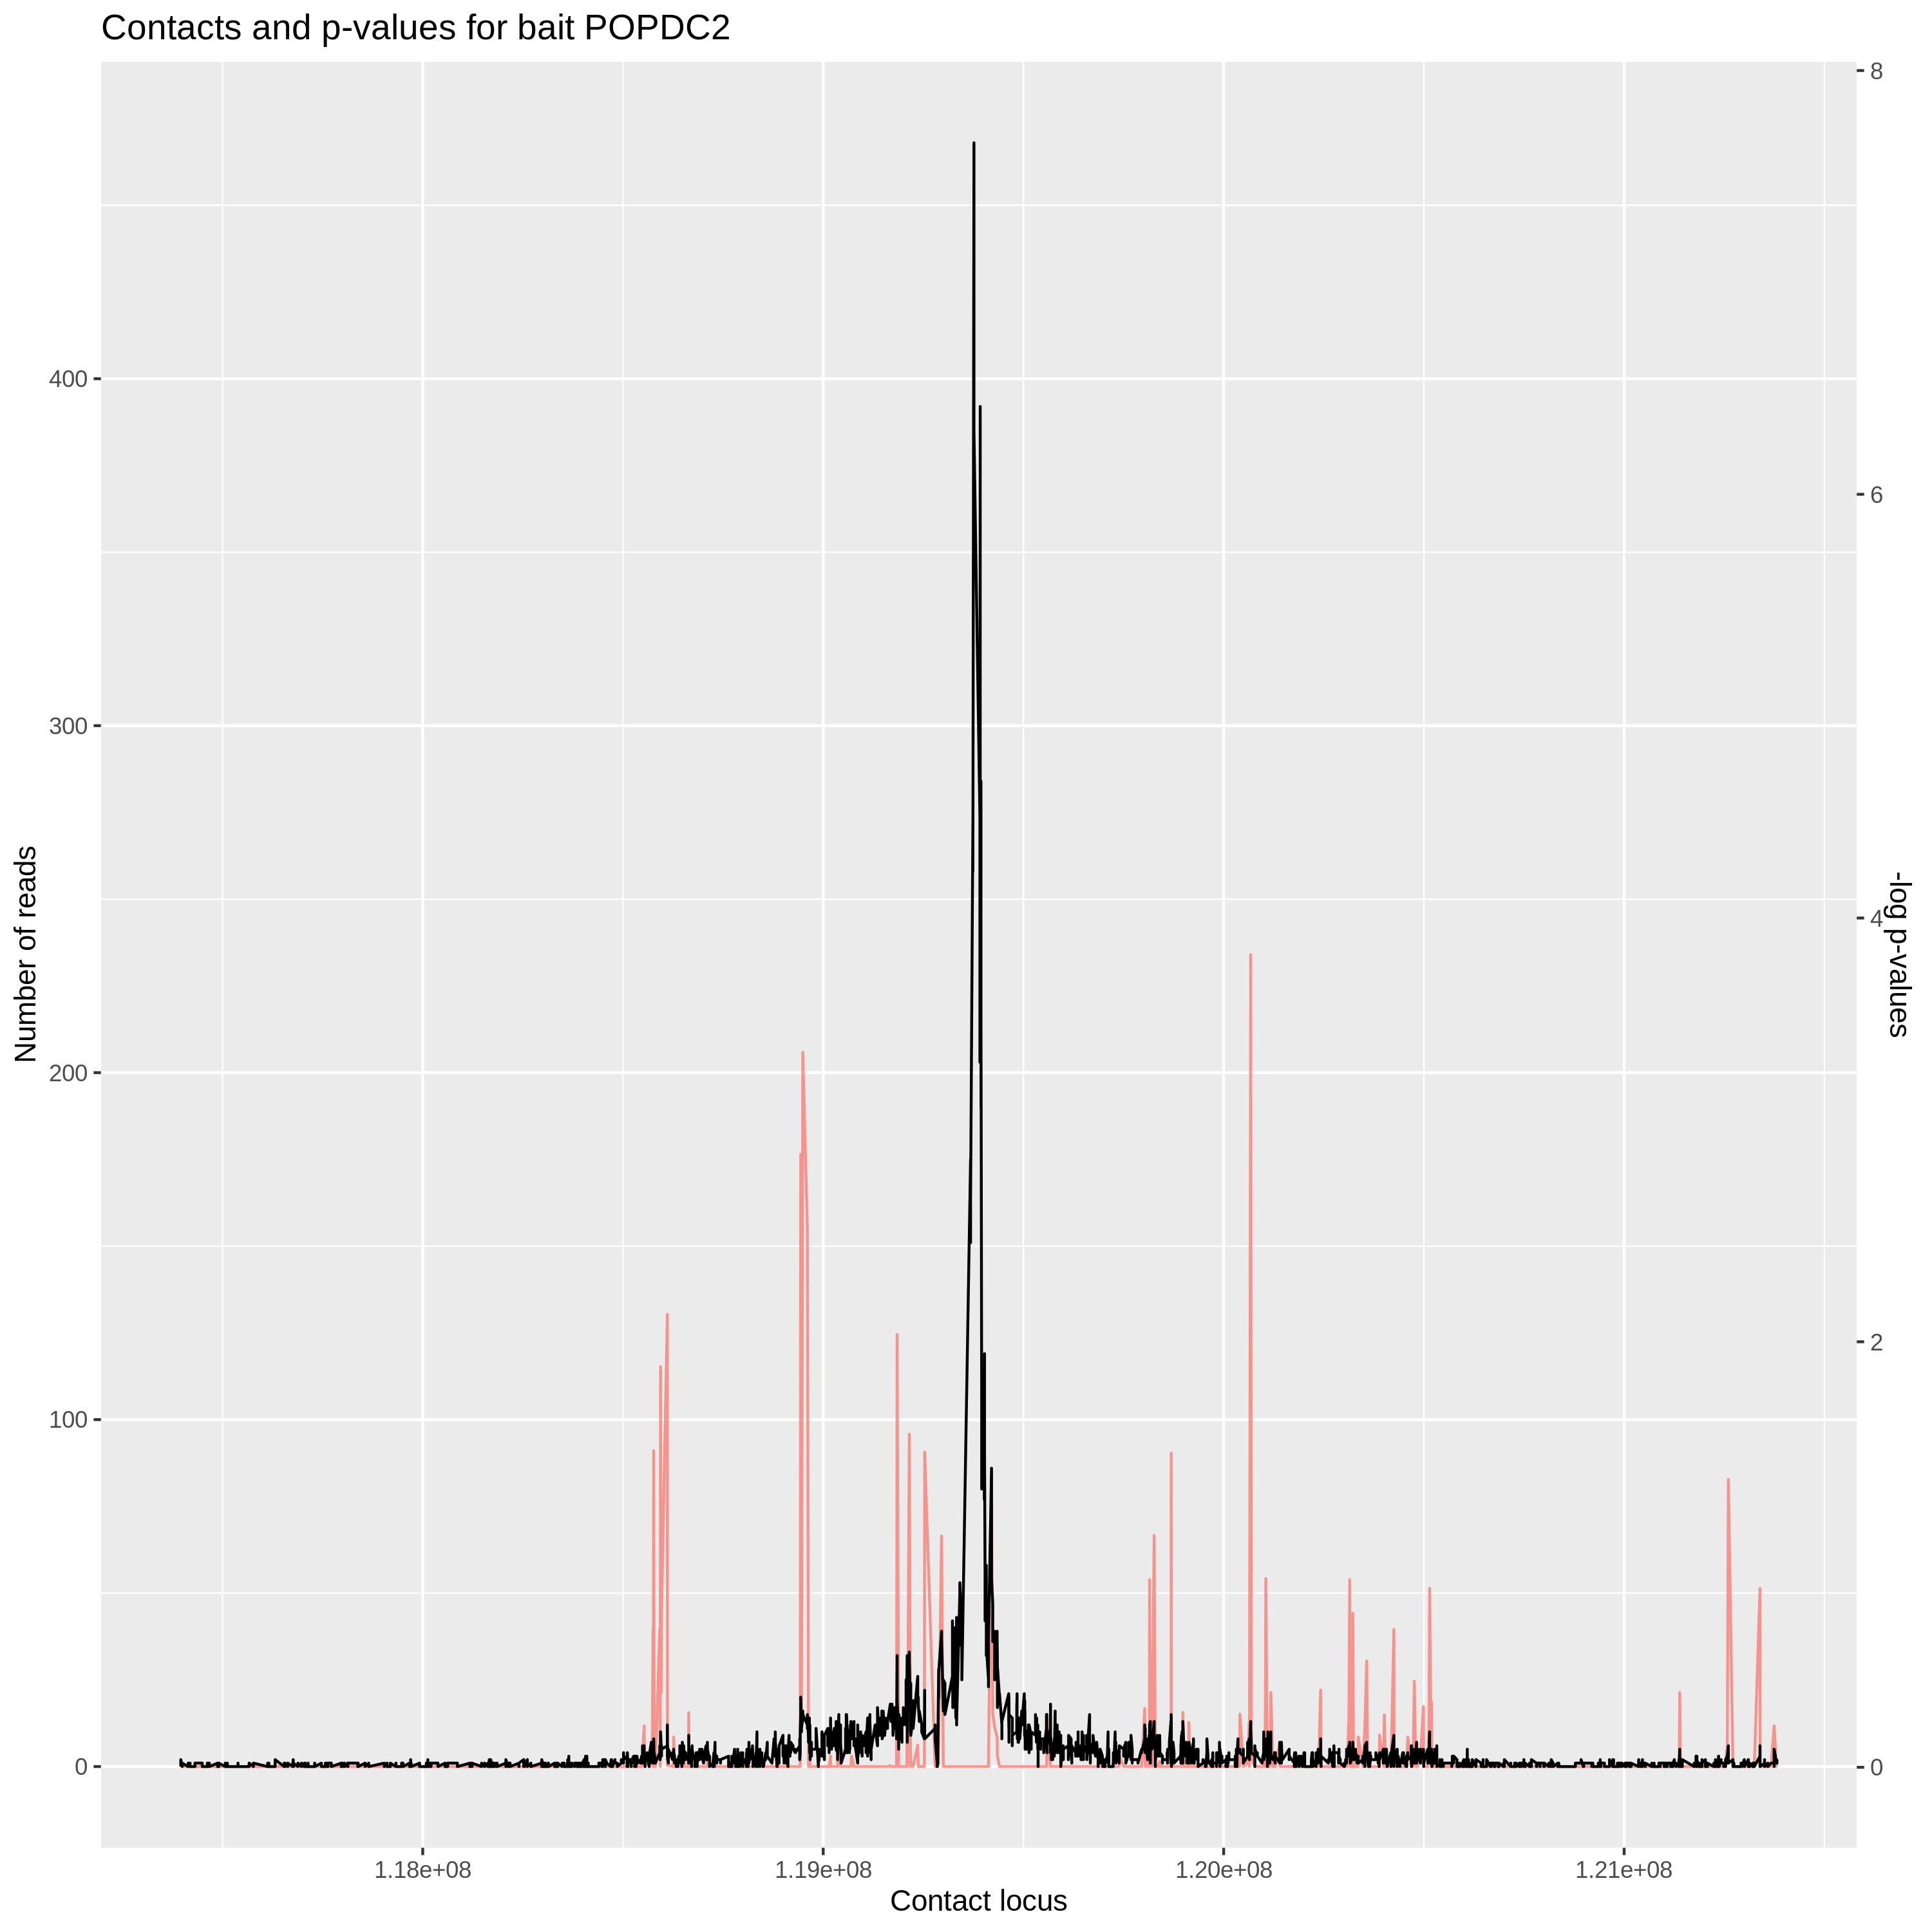 Contacts and p-values for bait POPDC2
Number of reads
400
300
200
100
0
8
6
4
2
0
-log p-values
1.18e+08
1.19e+08
1.20e+08
1.21e+08
Contact locus